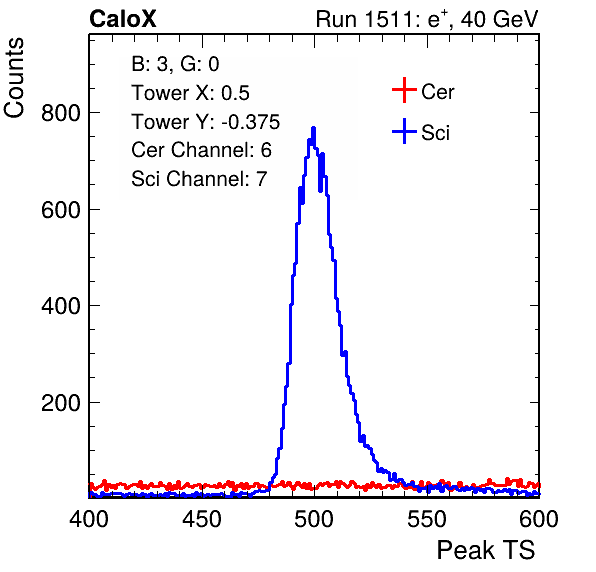 CaloX Run 1511: e⁺, 40 GeV
Counts
B: 3, G: 0
Tower X: 0.5
Tower Y: -0.375
Cer Channel: 6
Sci Channel: 7
Cer
Sci
800
600
400
200
400 450 500 550 600
Peak TS